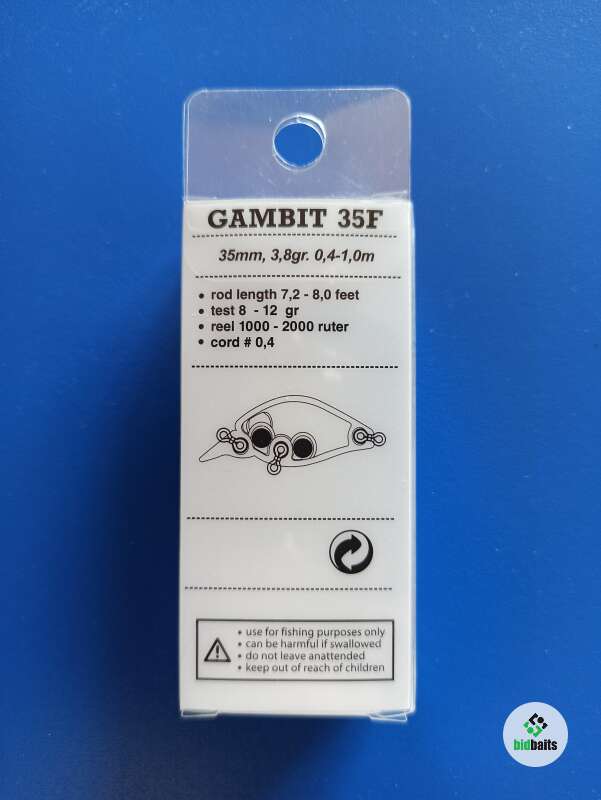 GAMBIT 35F
35mm, 3,8gr. 0,4-1,0m
• rod length 7,2 - 8,0 feet
• test 8 - 12 gr
• reel 1000 - 2000 ruter
• cord # 0,4
• use for fishing purposes only
• can be harmful if swallowed
• do not leave anattended
• keep out of reach of children
bidbaits